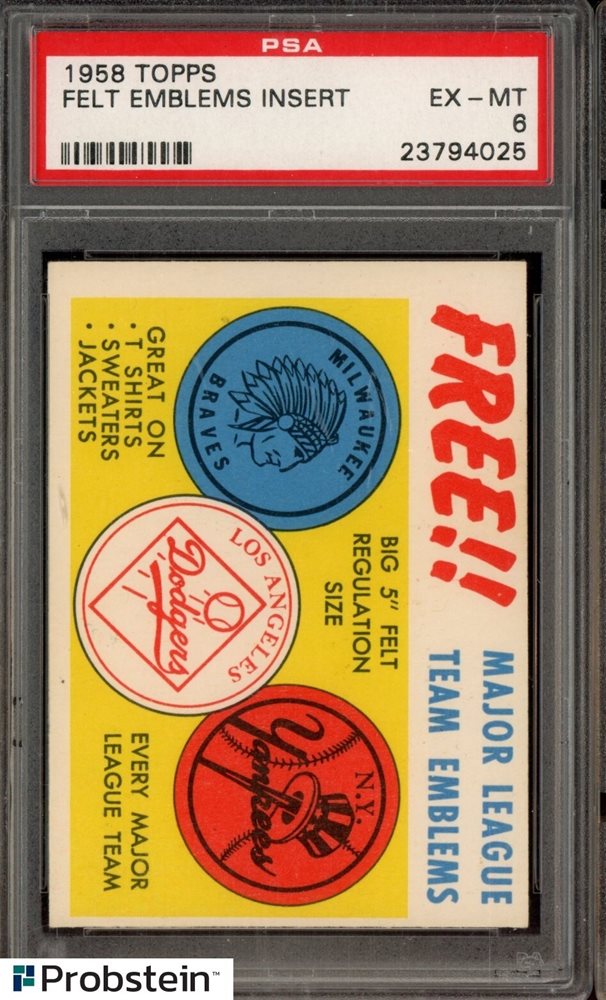 PSA
1958 TOPPS
FELT EMBLEMS INSERT EX - MT
6
23794025
FREE!!
MAJOR LEAGUE
TEAM EMBLEMS
MILWAUKEE
BRAVES
BIG 5" FELT
REGULATION
SIZE
N.Y.
Yankees
GREAT ON
• T SHIRTS
• SWEATERS
• JACKETS
LOS ANGELES
Dodgers
EVERY MAJOR
LEAGUE TEAM
Probstein™